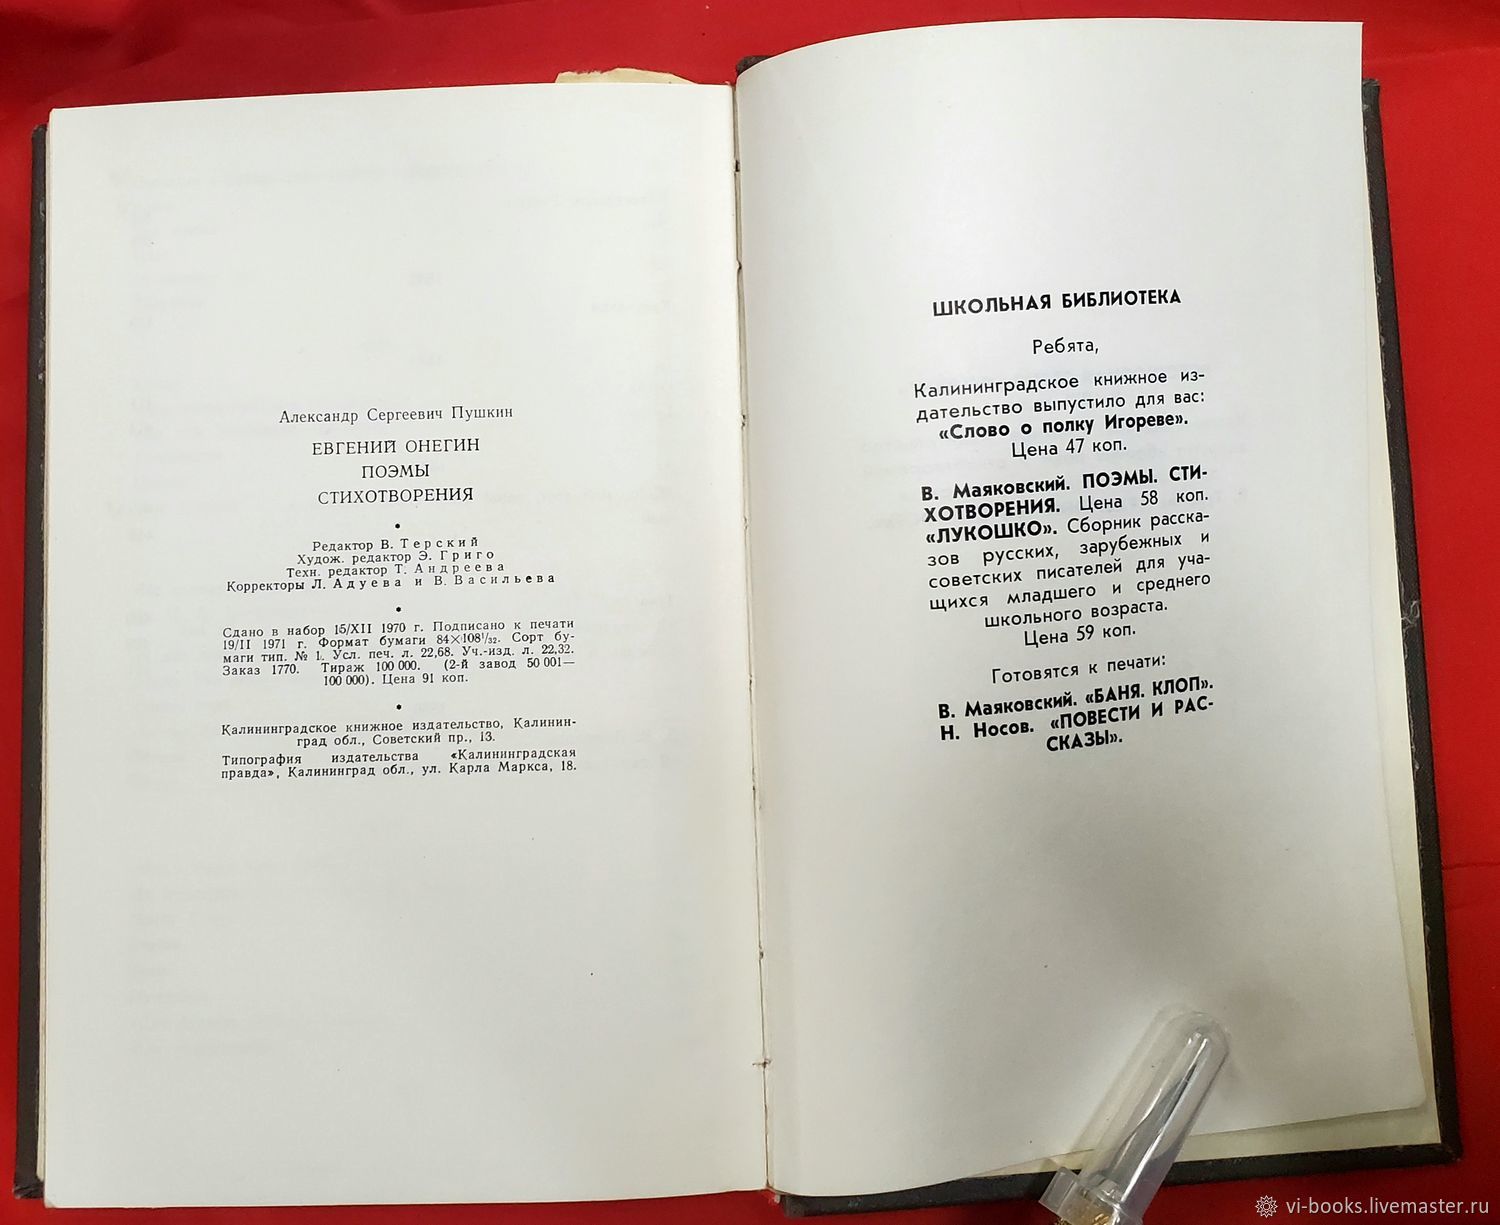 Александр Сергеевич Пушкин
ЕВГЕНИЙ ОНЕГИН
ПОЭМЫ
СТИХОТВОРЕНИЯ
•
Редактор В. Терский
Худож. редактор Э. Григо
Техн. редактор Т. Андреева
Корректоры Л. Адуева и В. Васильева
•
Сдано в набор 15/XII 1970 г. Подписано к печати
19/II 1971 г. Формат бумаги 84×108¹/₃₂. Сорт бу-
маги тип. № 1. Усл. печ. л. 22,68. Уч.-изд. л. 22,32.
Заказ 1770. Тираж 100 000. (2-й завод 50 001—
100 000). Цена 91 коп.
•
Калининградское книжное издательство, Калинин-
град обл., Советский пр., 13.
Типография издательства «Калининградская
правда», Калининград обл., ул. Карла Маркса, 18.
ШКОЛЬНАЯ БИБЛИОТЕКА
Ребята,
Калининградское книжное из-
дательство выпустило для вас:
«Слово о полку Игореве».
Цена 47 коп.
В. Маяковский. ПОЭМЫ. СТИ-
ХОТВОРЕНИЯ. Цена 58 коп.
«ЛУКОШКО». Сборник расска-
зов русских, зарубежных и
советских писателей для уча-
щихся младшего и среднего
школьного возраста.
Цена 59 коп.
Готовятся к печати:
В. Маяковский. «БАНЯ. КЛОП».
Н. Носов. «ПОВЕСТИ И РАС-
СКАЗЫ».
vi-books.livemaster.ru